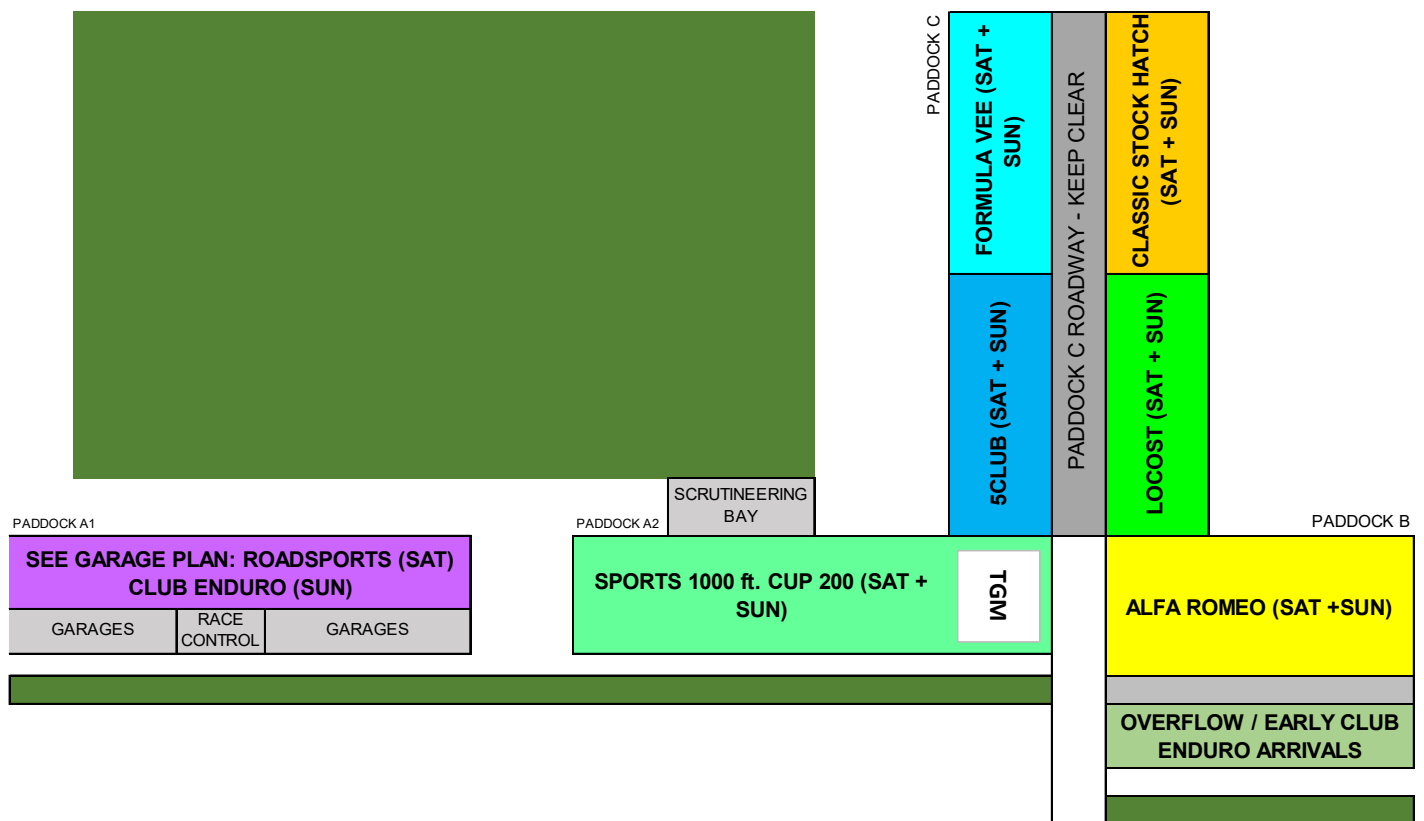 PADDOCK C
FORMULA VEE (SAT +
SUN)
PADDOCK C ROADWAY - KEEP CLEAR
CLASSIC STOCK HATCH
(SAT + SUN)
5CLUB (SAT + SUN)
LOCOST (SAT + SUN)
SCRUTINEERING
BAY
PADDOCK A1
PADDOCK A2
PADDOCK B
SEE GARAGE PLAN: ROADSPORTS (SAT)
CLUB ENDURO (SUN)
GARAGES
RACE
CONTROL
GARAGES
SPORTS 1000 ft. CUP 200 (SAT +
SUN)
TGM
ALFA ROMEO (SAT +SUN)
OVERFLOW / EARLY CLUB
ENDURO ARRIVALS